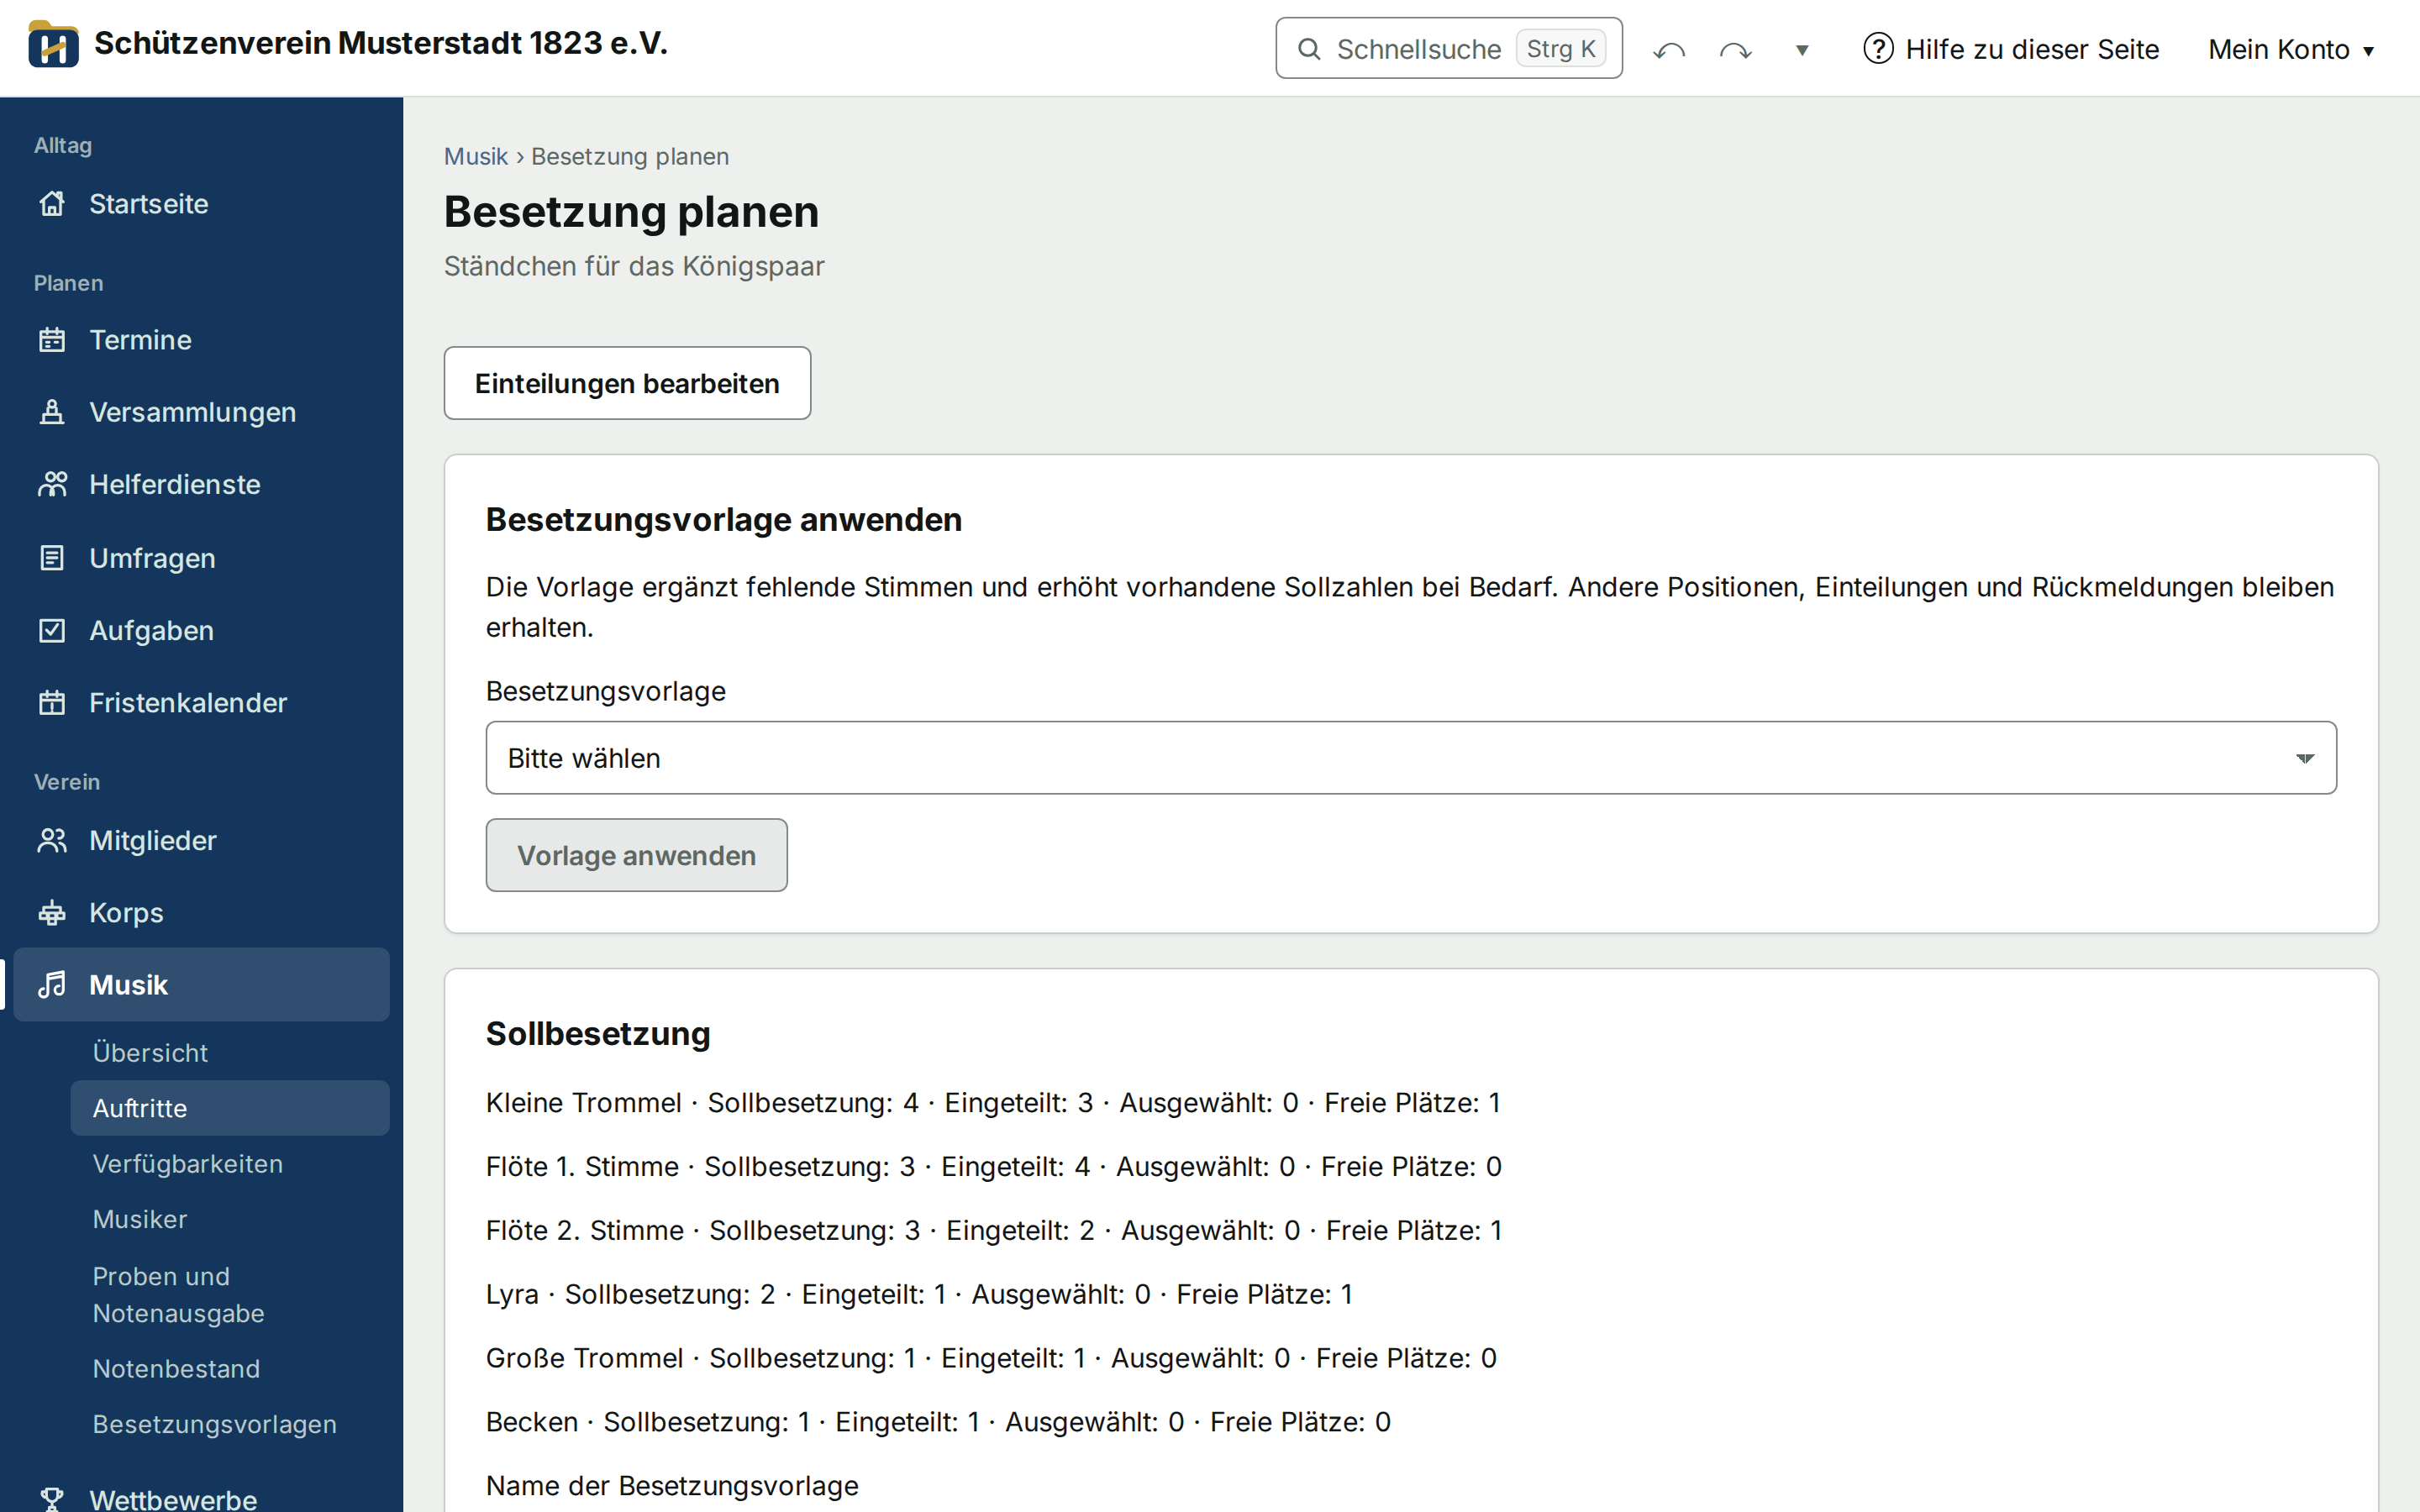 Schützenverein Musterstadt 1823 e.V.
Schnellsuche Strg K
Hilfe zu dieser Seite
Mein Konto
Alltag
Startseite
Planen
Termine
Versammlungen
Helferdienste
Umfragen
Aufgaben
Fristenkalender
Verein
Mitglieder
Korps
Musik
Übersicht
Auftritte
Verfügbarkeiten
Musiker
Proben und
Notenausgabe
Notenbestand
Besetzungsvorlagen
Wettbewerbe
Musik › Besetzung planen
Besetzung planen
Ständchen für das Königspaar
Einteilungen bearbeiten
Besetzungsvorlage anwenden
Die Vorlage ergänzt fehlende Stimmen und erhöht vorhandene Sollzahlen bei Bedarf. Andere Positionen, Einteilungen und Rückmeldungen bleiben
erhalten.
Besetzungsvorlage
Bitte wählen
Vorlage anwenden
Sollbesetzung
Kleine Trommel · Sollbesetzung: 4 · Eingeteilt: 3 · Ausgewählt: 0 · Freie Plätze: 1
Flöte 1. Stimme · Sollbesetzung: 3 · Eingeteilt: 4 · Ausgewählt: 0 · Freie Plätze: 0
Flöte 2. Stimme · Sollbesetzung: 3 · Eingeteilt: 2 · Ausgewählt: 0 · Freie Plätze: 1
Lyra · Sollbesetzung: 2 · Eingeteilt: 1 · Ausgewählt: 0 · Freie Plätze: 1
Große Trommel · Sollbesetzung: 1 · Eingeteilt: 1 · Ausgewählt: 0 · Freie Plätze: 0
Becken · Sollbesetzung: 1 · Eingeteilt: 1 · Ausgewählt: 0 · Freie Plätze: 0
Name der Besetzungsvorlage